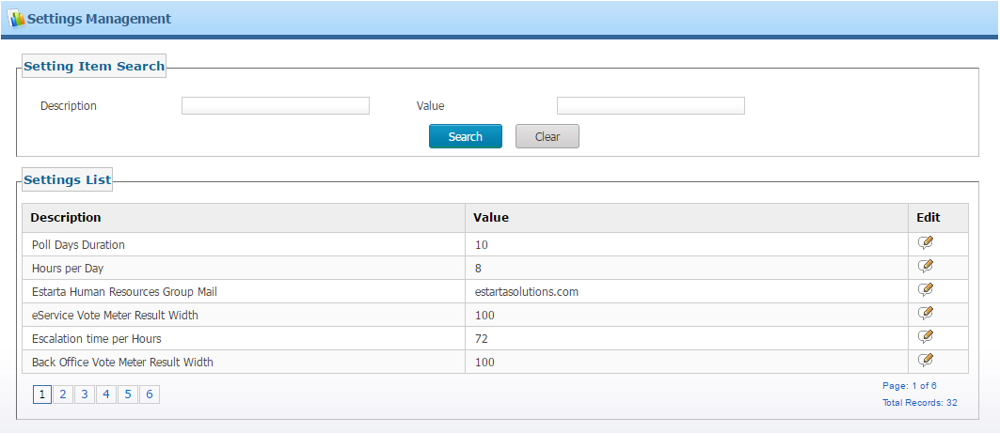 Settings Management
Setting Item Search
Description Value
Search Clear
Settings List
Description Value Edit
Poll Days Duration 10
Hours per Day 8
Estarta Human Resources Group Mail estartasolutions.com
eService Vote Meter Result Width 100
Escalation time per Hours 72
Back Office Vote Meter Result Width 100
1 2 3 4 5 6 Page: 1 of 6
Total Records: 32